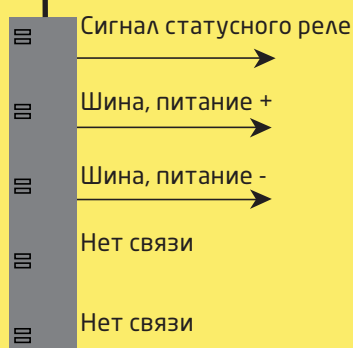 Сигнал статусного реле
Шина, питание +
Шина, питание -
Нет связи
Нет связи